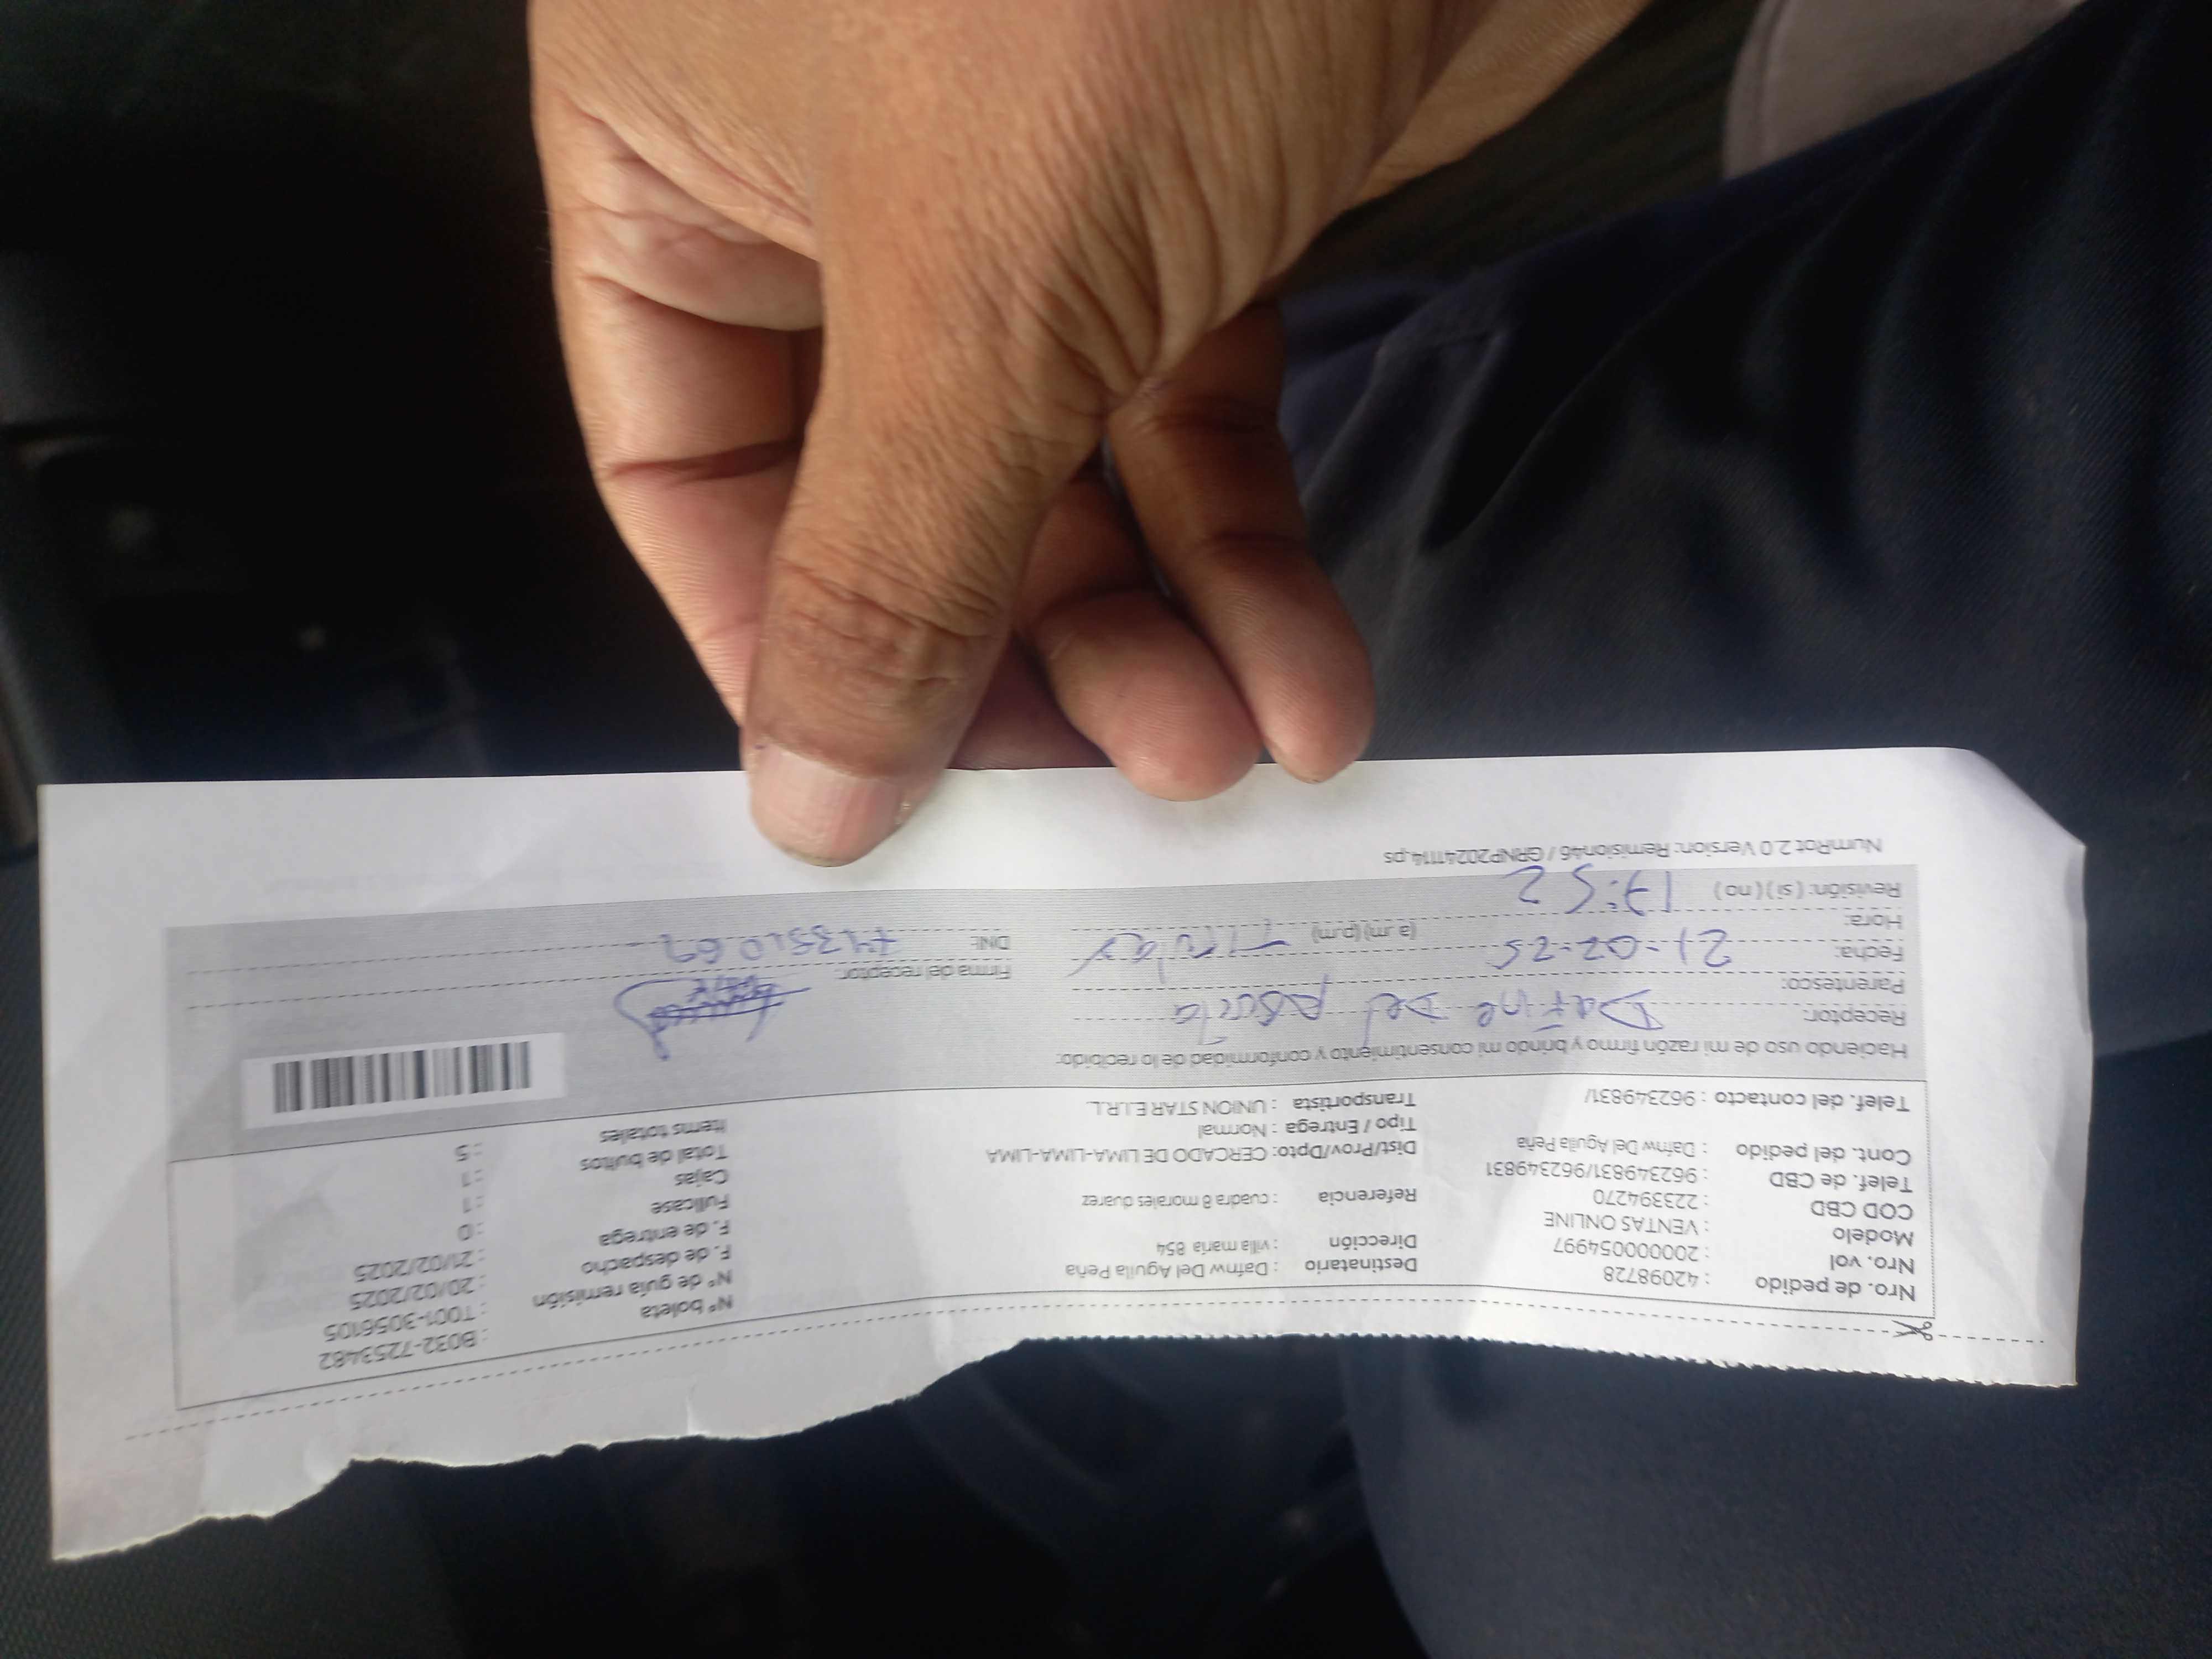 Nro. de pedido : 42098728
Nro. vol : 20000054997
Modelo : VENTAS ONLINE
COD CBD : 223394270
Telef. de CBD : 962349831/962349831
Cont. del pedido : Dafnw Del Aguila Peña
Telef. del contacto : 962349831/
Destinatario : Dafnw Del Aguila Peña
Dirección : villa maria 854
Referencia : cuadra 8 morales duarez
Dist/Prov/Dpto: CERCADO DE LIMA-LIMA-LIMA
Tipo / Entrega : Normal
Transportista : UNION STAR E.I.R.L.
N° boleta : B032-7253482
N° de guía remisión : T001-3056105
F. de despacho : 20/02/2025
F. de entrega : 21/02/2025
Fullcase : 0
Cajas : 1
Total de bultos : 1
Items totales : 5
Haciendo uso de mi razón firmo y brindo mi consentimiento y conformidad de lo recibido:
Receptor: Dafine Del
Parentesco: Titular
Fecha: 21-02-25
Hora: 17:52 (a.m) (p.m)
Revisión: ( si ) ( no )
Firma del receptor:
DNI:
NumRot 2.0 Version: Remision46 / GRNP20241114.ps